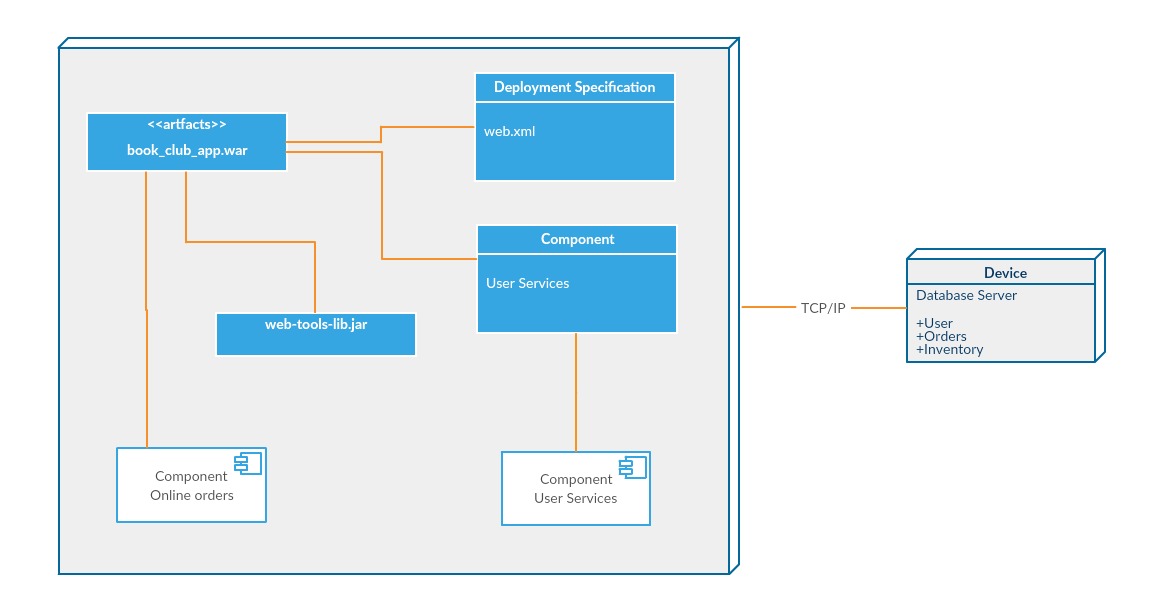 Deployment Specification
web.xml
<<artfacts>>
book_club_app.war
Component
User Services
web-tools-lib.jar
Component
Online orders
Component
User Services
TCP/IP
Device
Database Server
+User
+Orders
+Inventory